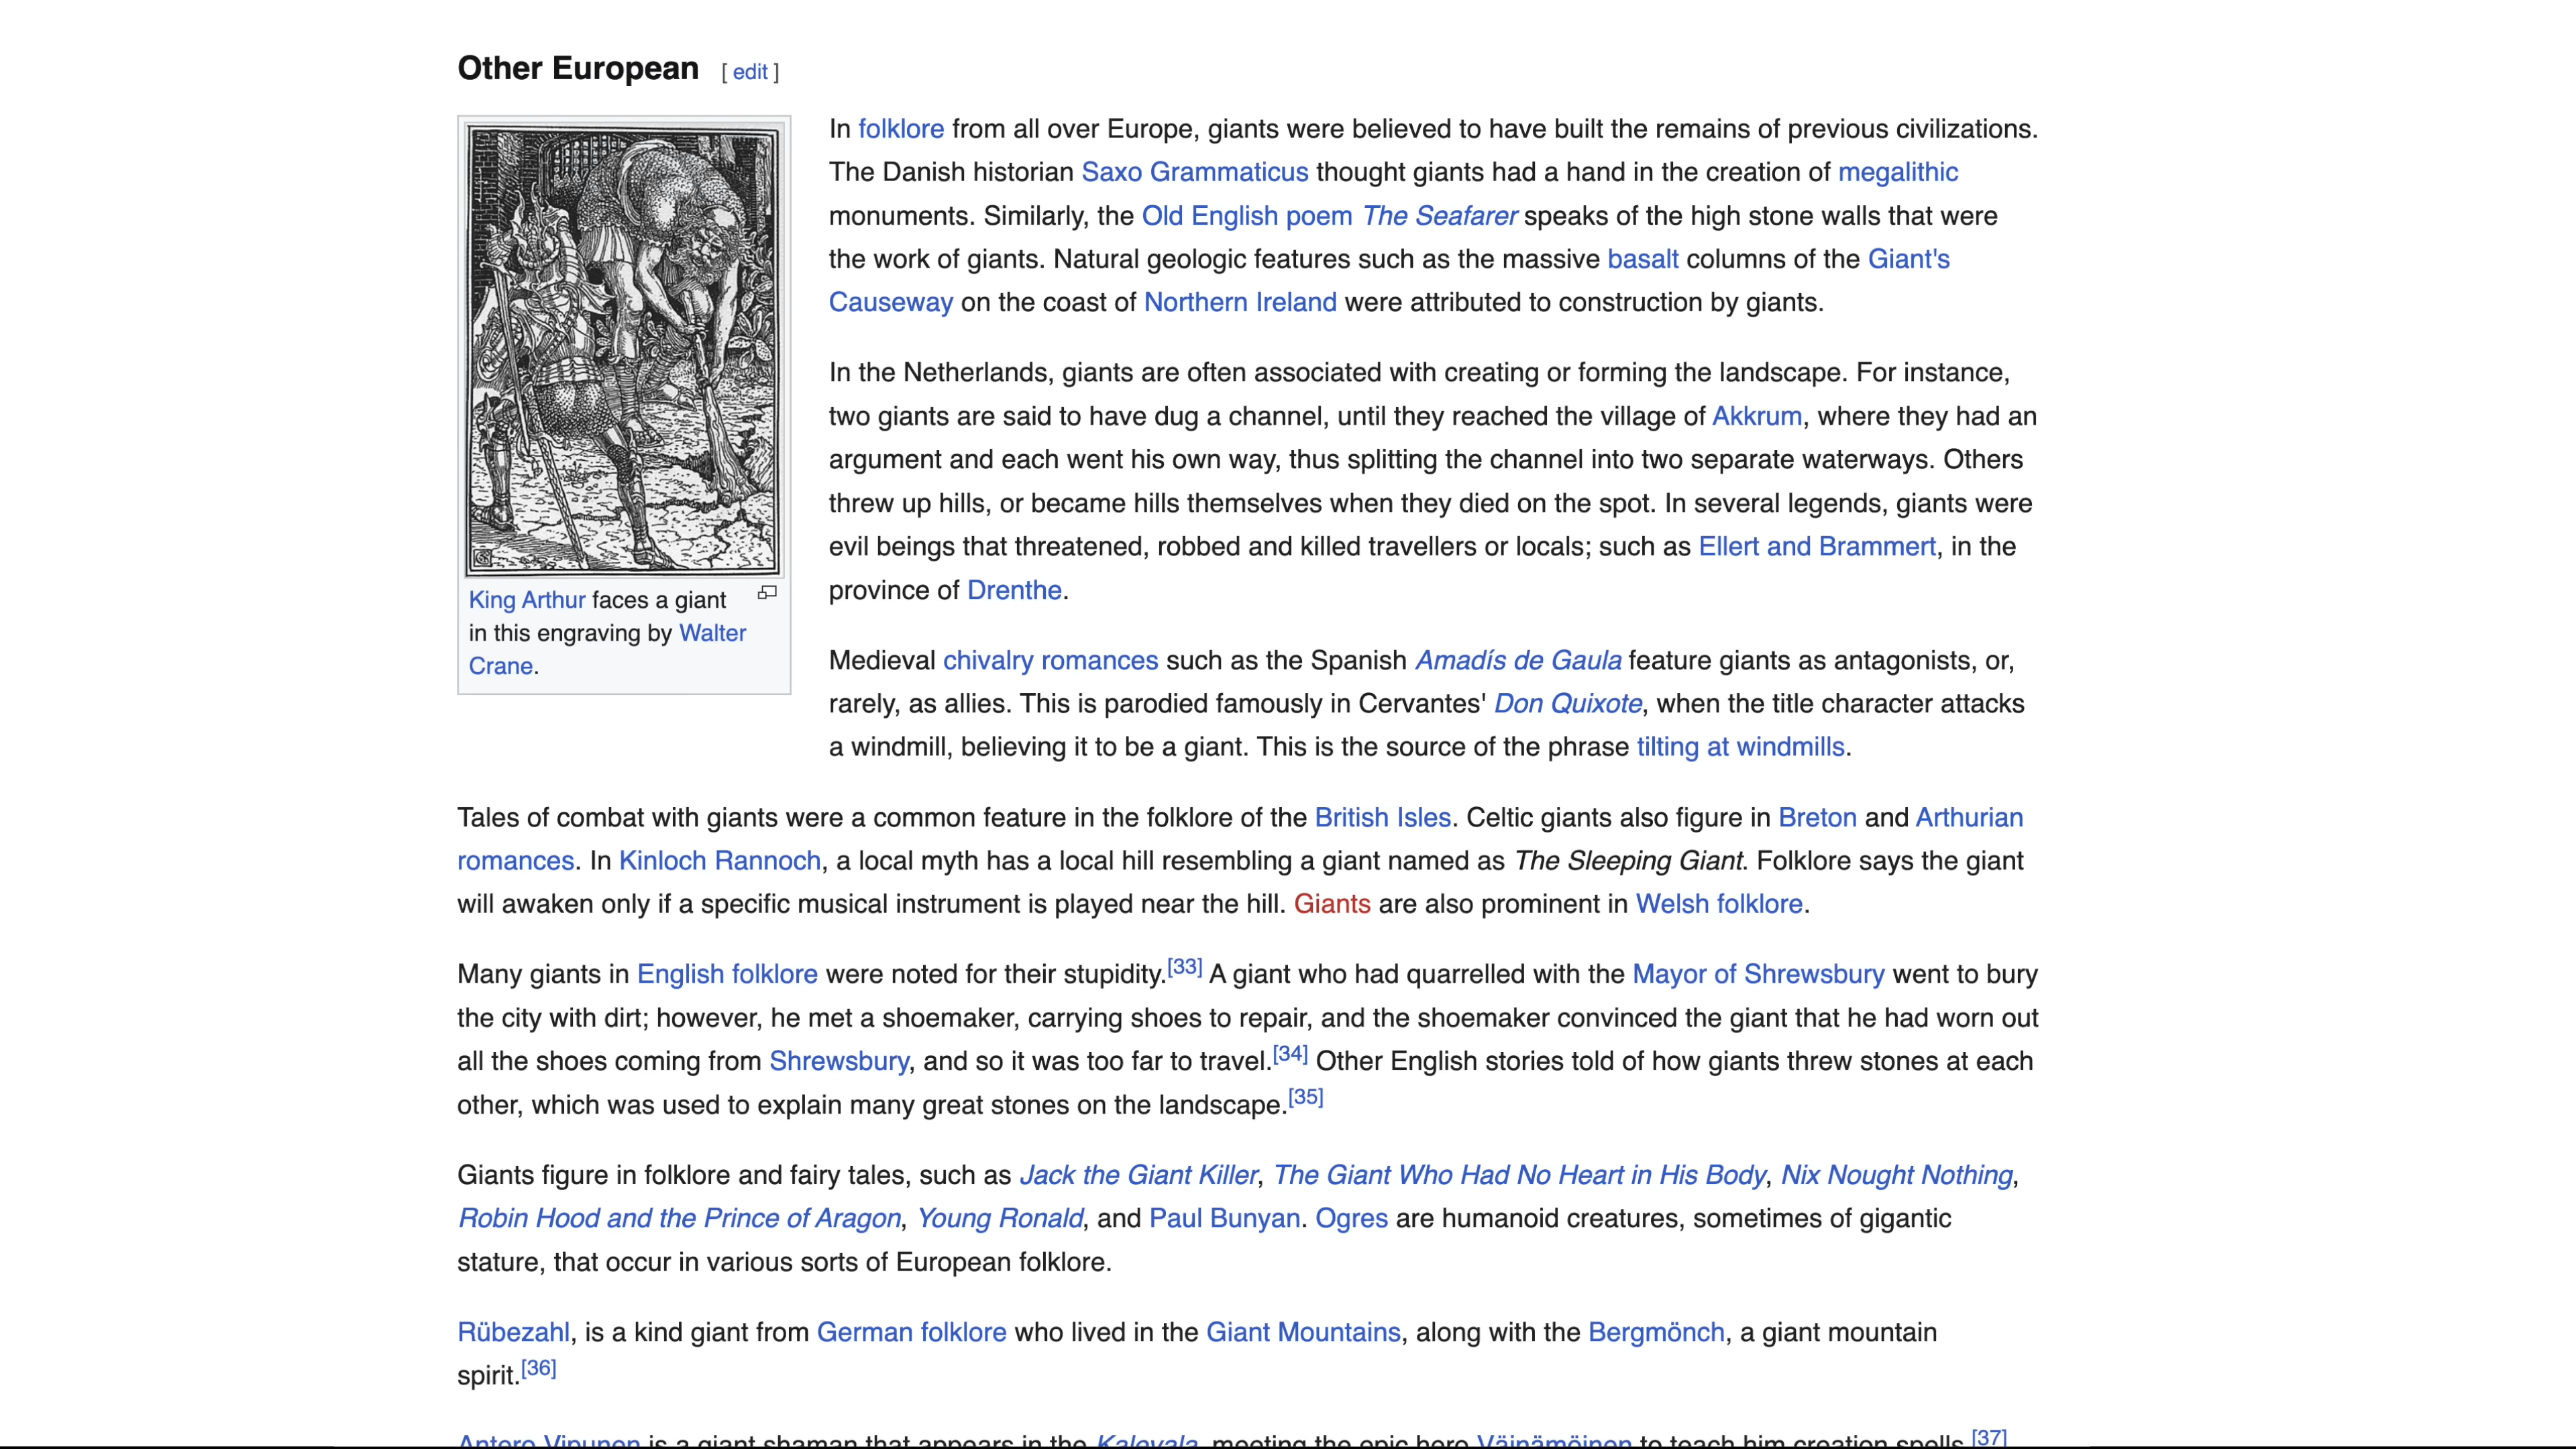 Other European [ edit ]
King Arthur faces a giant
in this engraving by Walter
Crane.
In folklore from all over Europe, giants were believed to have built the remains of previous civilizations.
The Danish historian Saxo Grammaticus thought giants had a hand in the creation of megalithic
monuments. Similarly, the Old English poem The Seafarer speaks of the high stone walls that were
the work of giants. Natural geologic features such as the massive basalt columns of the Giant's
Causeway on the coast of Northern Ireland were attributed to construction by giants.
In the Netherlands, giants are often associated with creating or forming the landscape. For instance,
two giants are said to have dug a channel, until they reached the village of Akkrum, where they had an
argument and each went his own way, thus splitting the channel into two separate waterways. Others
threw up hills, or became hills themselves when they died on the spot. In several legends, giants were
evil beings that threatened, robbed and killed travellers or locals; such as Ellert and Brammert, in the
province of Drenthe.
Medieval chivalry romances such as the Spanish Amadís de Gaula feature giants as antagonists, or,
rarely, as allies. This is parodied famously in Cervantes' Don Quixote, when the title character attacks
a windmill, believing it to be a giant. This is the source of the phrase tilting at windmills.
Tales of combat with giants were a common feature in the folklore of the British Isles. Celtic giants also figure in Breton and Arthurian
romances. In Kinloch Rannoch, a local myth has a local hill resembling a giant named as The Sleeping Giant. Folklore says the giant
will awaken only if a specific musical instrument is played near the hill. Giants are also prominent in Welsh folklore.
Many giants in English folklore were noted for their stupidity.[33] A giant who had quarrelled with the Mayor of Shrewsbury went to bury
the city with dirt; however, he met a shoemaker, carrying shoes to repair, and the shoemaker convinced the giant that he had worn out
all the shoes coming from Shrewsbury, and so it was too far to travel.[34] Other English stories told of how giants threw stones at each
other, which was used to explain many great stones on the landscape.[35]
Giants figure in folklore and fairy tales, such as Jack the Giant Killer, The Giant Who Had No Heart in His Body, Nix Nought Nothing,
Robin Hood and the Prince of Aragon, Young Ronald, and Paul Bunyan. Ogres are humanoid creatures, sometimes of gigantic
stature, that occur in various sorts of European folklore.
Rübezahl, is a kind giant from German folklore who lived in the Giant Mountains, along with the Bergmönch, a giant mountain
spirit.[36]
Antero Vipunen is a giant shaman that appears in the Kalevala, meeting the epic hero Väinämöinen to teach him creation spells.[37]